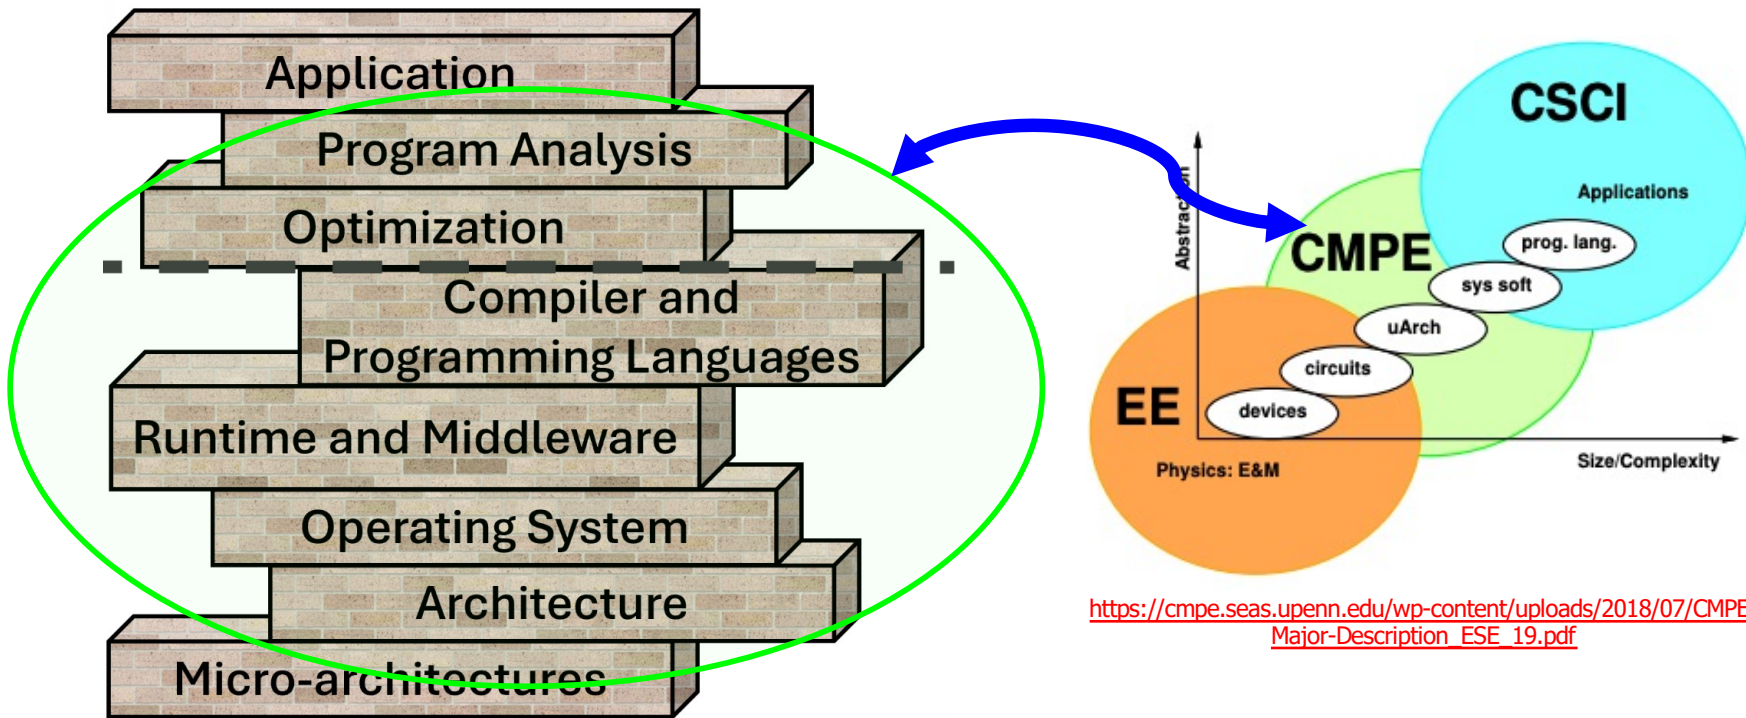 Application
Program Analysis
Optimization
Compiler and
Programming Languages
Runtime and Middleware
Operating System
Architecture
Micro-architectures
CSCI
Applications
prog. lang.
CMPE
sys soft
uArch
circuits
EE
devices
Abstraction
Size/Complexity
Physics: E&M
https://cmpe.seas.upenn.edu/wp-content/uploads/2018/07/CMPE
Major-Description_ESE_19.pdf